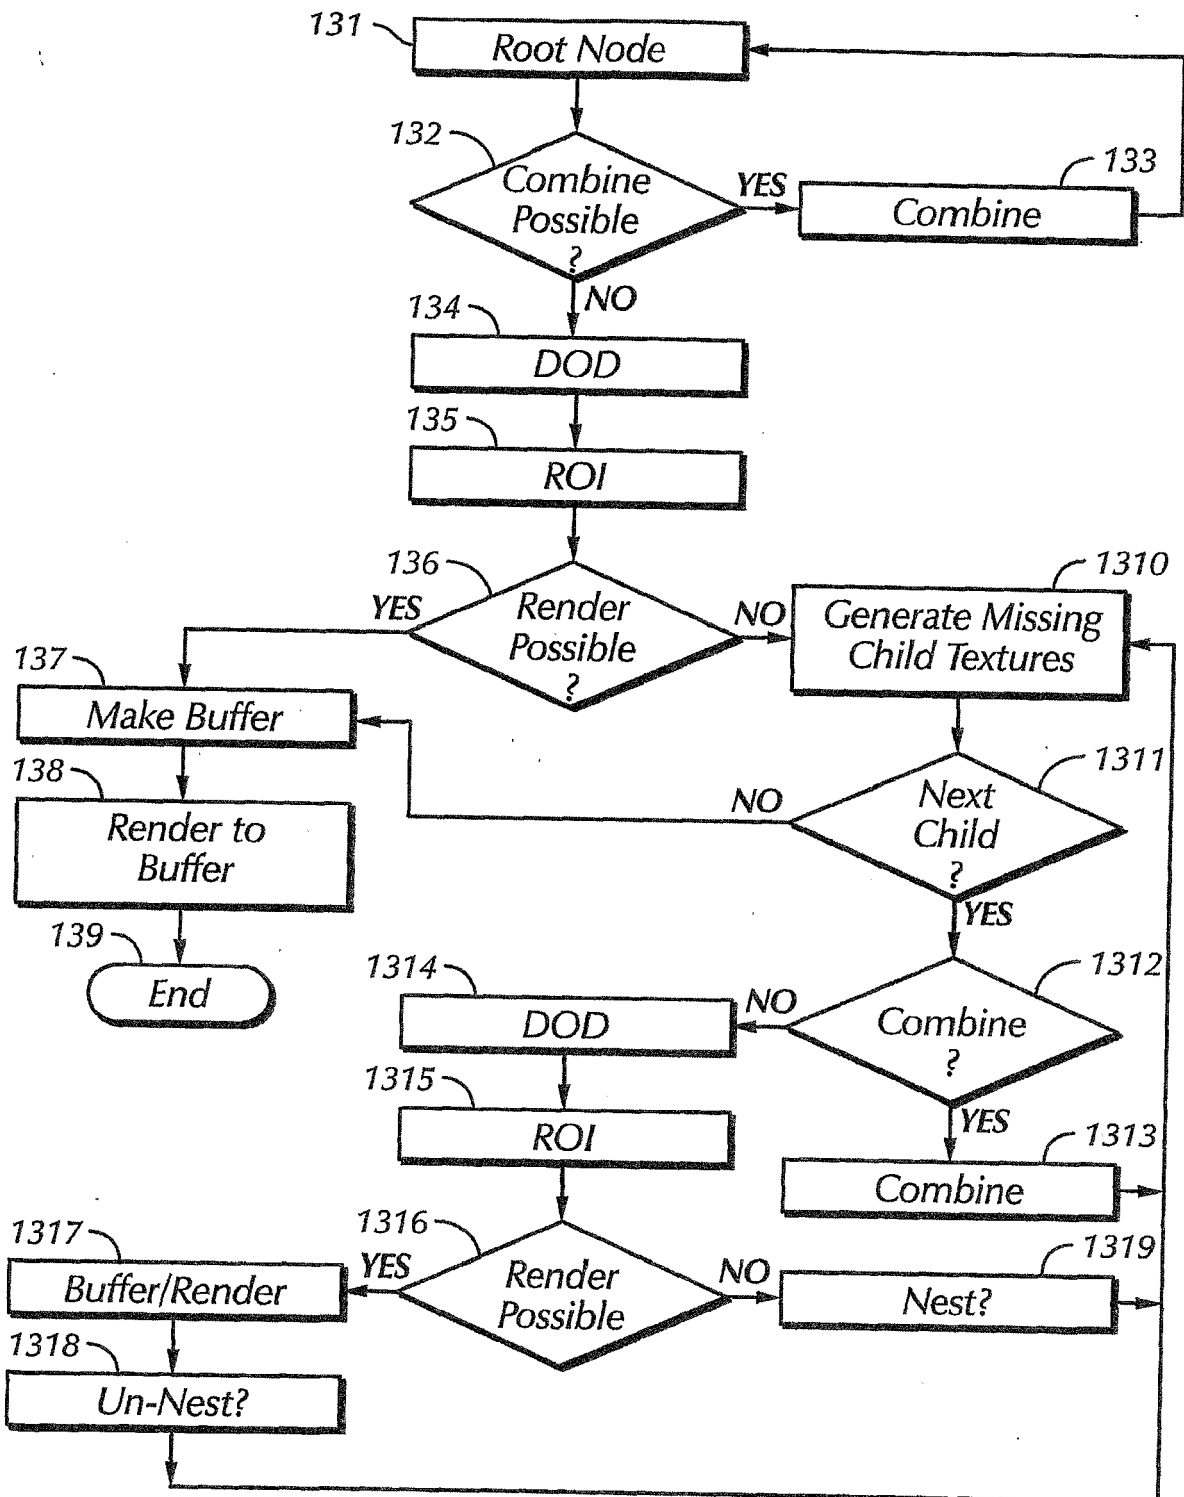 131
Root Node
132
Combine
Possible
?
YES
133
Combine
NO
134
DOD
135
ROI
136
YES
Render
Possible
?
NO
1310
Generate Missing
Child Textures
137
Make Buffer
138
Render to
Buffer
139
End
1311
Next
Child
?
NO
YES
1312
Combine
?
NO
1314
DOD
1315
ROI
YES
1313
Combine
1316
Render
Possible
YES
NO
1317
Buffer/Render
1319
Nest?
1318
Un-Nest?